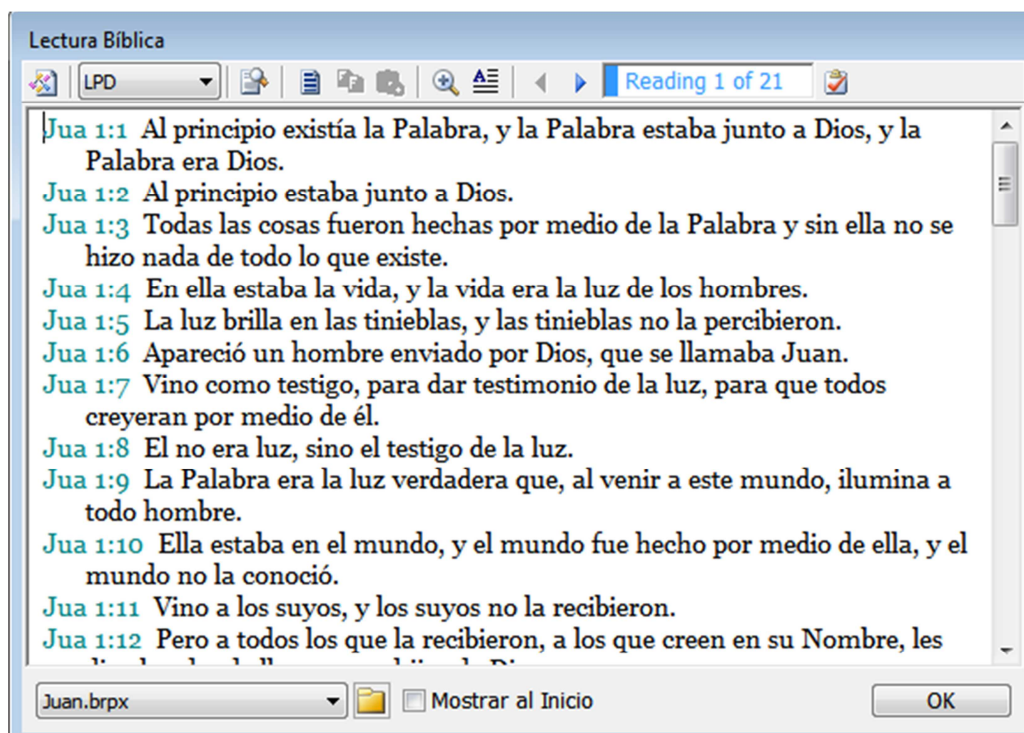 Lectura Bíblica
LPD
Reading 1 of 21
Jua 1:1 Al principio existía la Palabra, y la Palabra estaba junto a Dios, y la
Palabra era Dios.
Jua 1:2 Al principio estaba junto a Dios.
Jua 1:3 Todas las cosas fueron hechas por medio de la Palabra y sin ella no se
hizo nada de todo lo que existe.
Jua 1:4 En ella estaba la vida, y la vida era la luz de los hombres.
Jua 1:5 La luz brilla en las tinieblas, y las tinieblas no la percibieron.
Jua 1:6 Apareció un hombre enviado por Dios, que se llamaba Juan.
Jua 1:7 Vino como testigo, para dar testimonio de la luz, para que todos
creyeran por medio de él.
Jua 1:8 El no era luz, sino el testigo de la luz.
Jua 1:9 La Palabra era la luz verdadera que, al venir a este mundo, ilumina a
todo hombre.
Jua 1:10 Ella estaba en el mundo, y el mundo fue hecho por medio de ella, y el
mundo no la conoció.
Jua 1:11 Vino a los suyos, y los suyos no la recibieron.
Jua 1:12 Pero a todos los que la recibieron, a los que creen en su Nombre, les
Juan.brpx
Mostrar al Inicio
OK